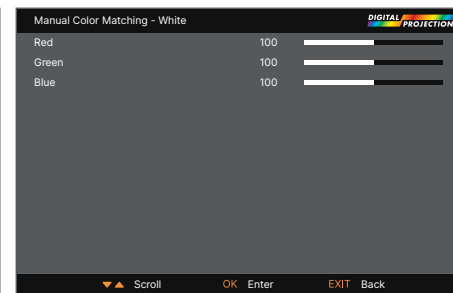 Manual Color Matching - White
DIGITAL PROJECTION
Red 100
Green 100
Blue 100
▼▲ Scroll OK Enter EXIT Back